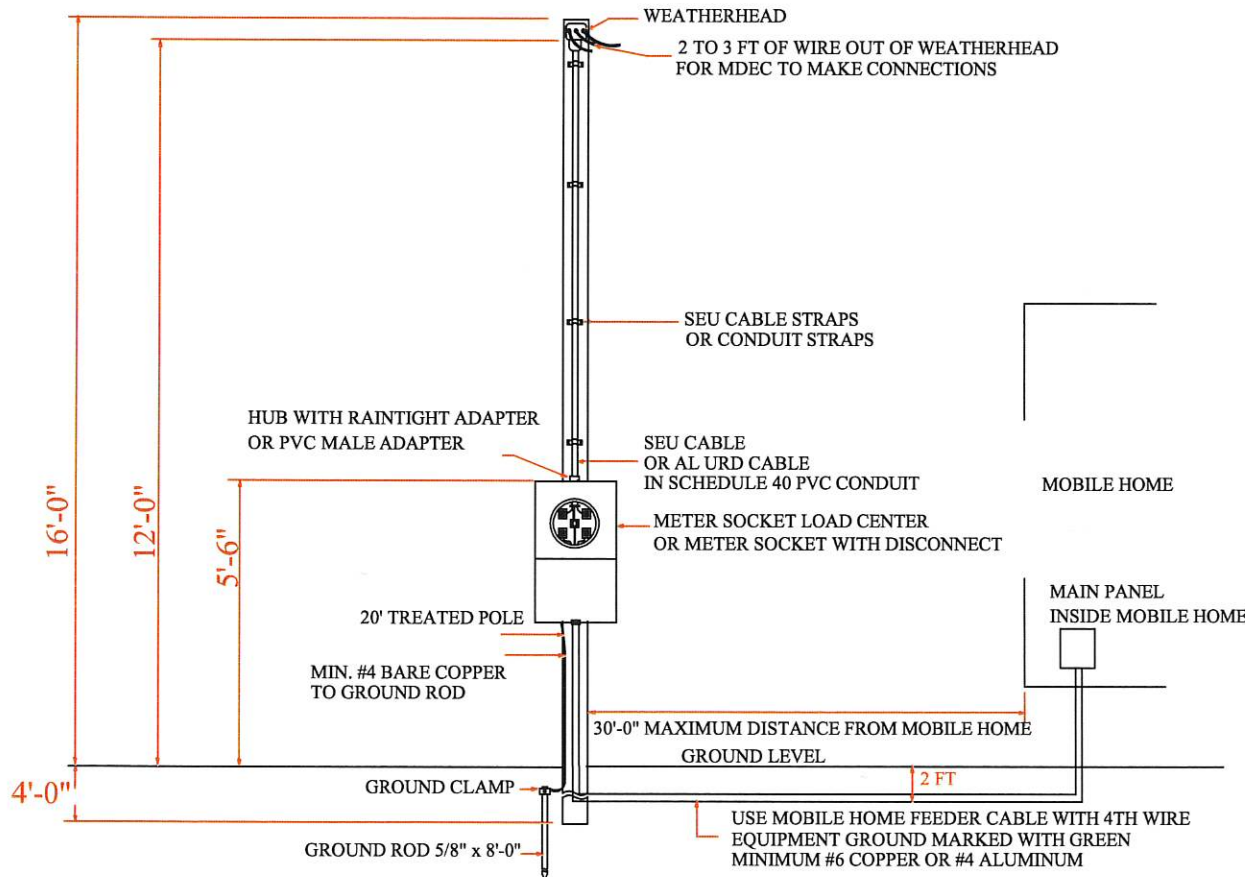 WEATHERHEAD
2 TO 3 FT OF WIRE OUT OF WEATHERHEAD
FOR MDEC TO MAKE CONNECTIONS
SEU CABLE STRAPS
OR CONDUIT STRAPS
HUB WITH RAINTIGHT ADAPTER
OR PVC MALE ADAPTER
SEU CABLE
OR AL URD CABLE
IN SCHEDULE 40 PVC CONDUIT
MOBILE HOME
METER SOCKET LOAD CENTER
OR METER SOCKET WITH DISCONNECT
16'-0"
12'-0"
5'-6"
MAIN PANEL
INSIDE MOBILE HOME
20' TREATED POLE
MIN. #4 BARE COPPER
TO GROUND ROD
30'-0" MAXIMUM DISTANCE FROM MOBILE HOME
GROUND LEVEL
4'-0"
GROUND CLAMP
2 FT
USE MOBILE HOME FEEDER CABLE WITH 4TH WIRE
EQUIPMENT GROUND MARKED WITH GREEN
MINIMUM #6 COPPER OR #4 ALUMINUM
GROUND ROD 5/8" x 8'-0"